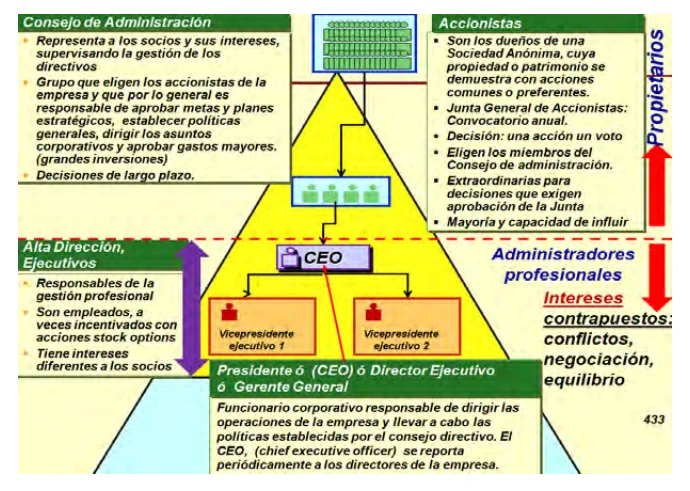 Consejo de Administración
Representa a los socios y sus intereses,
supervisando la gestión de los
directivos
Grupo que eligen los accionistas de la
empresa y que por lo general es
responsable de aprobar metas y planes
estratégicos, establecer políticas
generales, dirigir los asuntos
corporativos y aprobar gastos mayores.
(grandes inversiones)
Decisiones de largo plazo.
Accionistas
Son los dueños de una
Sociedad Anónima, cuya
propiedad o patrimonio se
demuestra con acciones
comunes o preferentes.
Junta General de Accionistas:
Convocatorio anual.
Decisión: una acción un voto
Eligen los miembros del
Consejo de administración.
Extraordinarias para
decisiones que exigen
aprobación de la Junta
Mayoría y capacidad de influir
Propietarios
Alta Dirección,
Ejecutivos
Responsables de la
gestión profesional
Son empleados, a
veces incentivados con
acciones stock options
Tiene intereses
diferentes a los socios
CEO
Vicepresidente
ejecutivo 1
Vicepresidente
ejecutivo 2
Administradores
profesionales
Intereses
contrapuestos:
conflictos,
negociación,
equilibrio
Presidente ó (CEO) ó Director Ejecutivo
ó Gerente General
Funcionario corporativo responsable de dirigir las
operaciones de la empresa y llevar a cabo las
políticas establecidas por el consejo directivo. El
CEO, (chief executive officer) se reporta
periódicamente a los directores de la empresa.
433